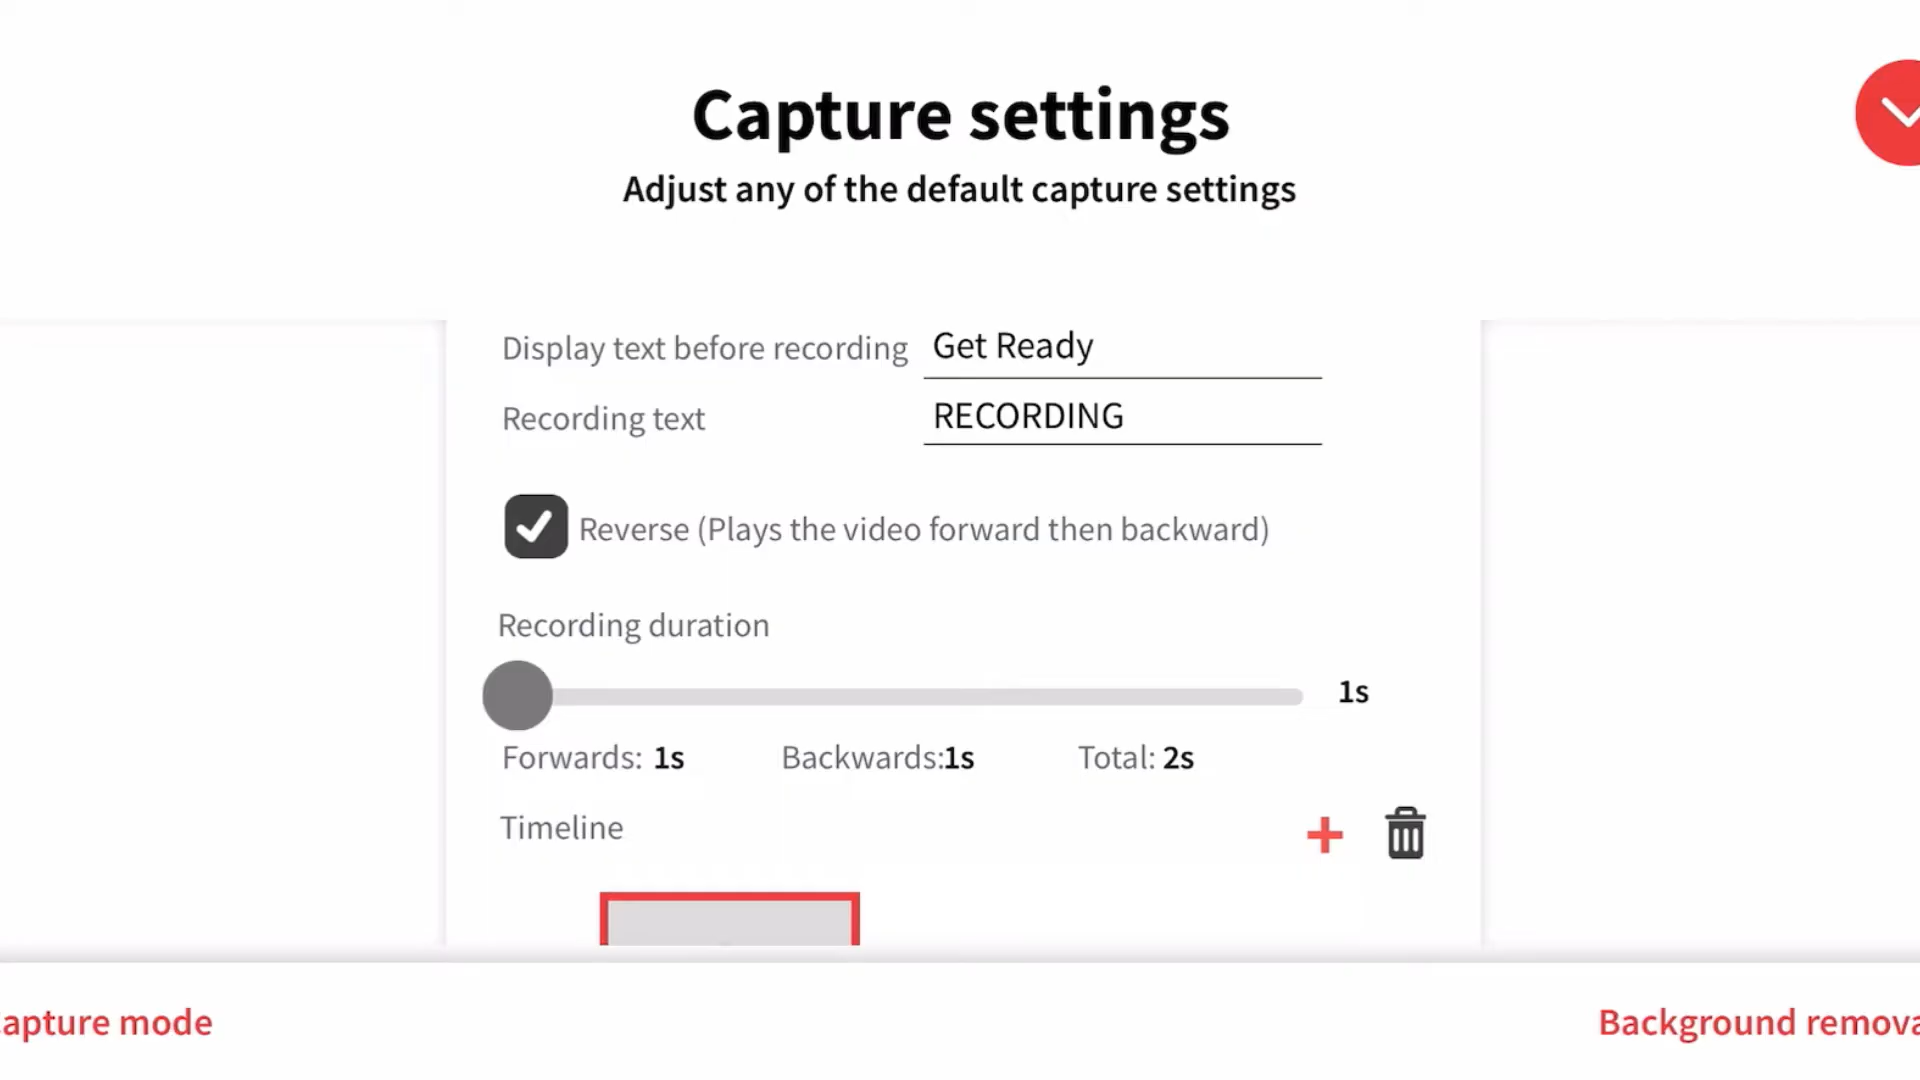 Capture settings
Adjust any of the default capture settings
Display text before recording Get Ready
Recording text RECORDING
Reverse (Plays the video forward then backward)
Recording duration
1s
Forwards: 1s Backwards:1s Total: 2s
Timeline
apture mode Background remova